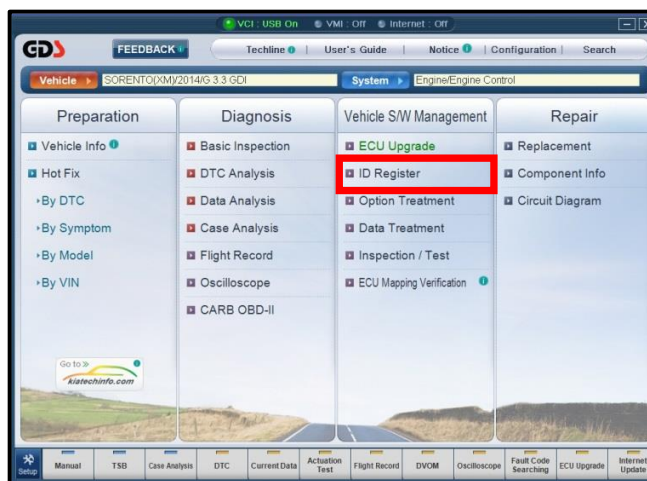 VCI : USB On VMI : Off Internet : Off
GDS FEEDBACK Techline | User's Guide | Notice | Configuration | Search
Vehicle SORENTO(XM)/2014/G 3.3 GDI System Engine/Engine Control
Preparation
Vehicle Info
Hot Fix
By DTC
By Symptom
By Model
By VIN
Go to
kiatechinfo.com
Diagnosis
Basic Inspection
DTC Analysis
Data Analysis
Case Analysis
Flight Record
Oscilloscope
CARB OBD-II
Vehicle S/W Management
ECU Upgrade
ID Register
Option Treatment
Data Treatment
Inspection / Test
ECU Mapping Verification
Repair
Replacement
Component Info
Circuit Diagram
Setup Manual TSB Case Analysis DTC Current Data Actuation Test Flight Record DVOM Oscilloscope Fault Code Searching ECU Upgrade Internet Update